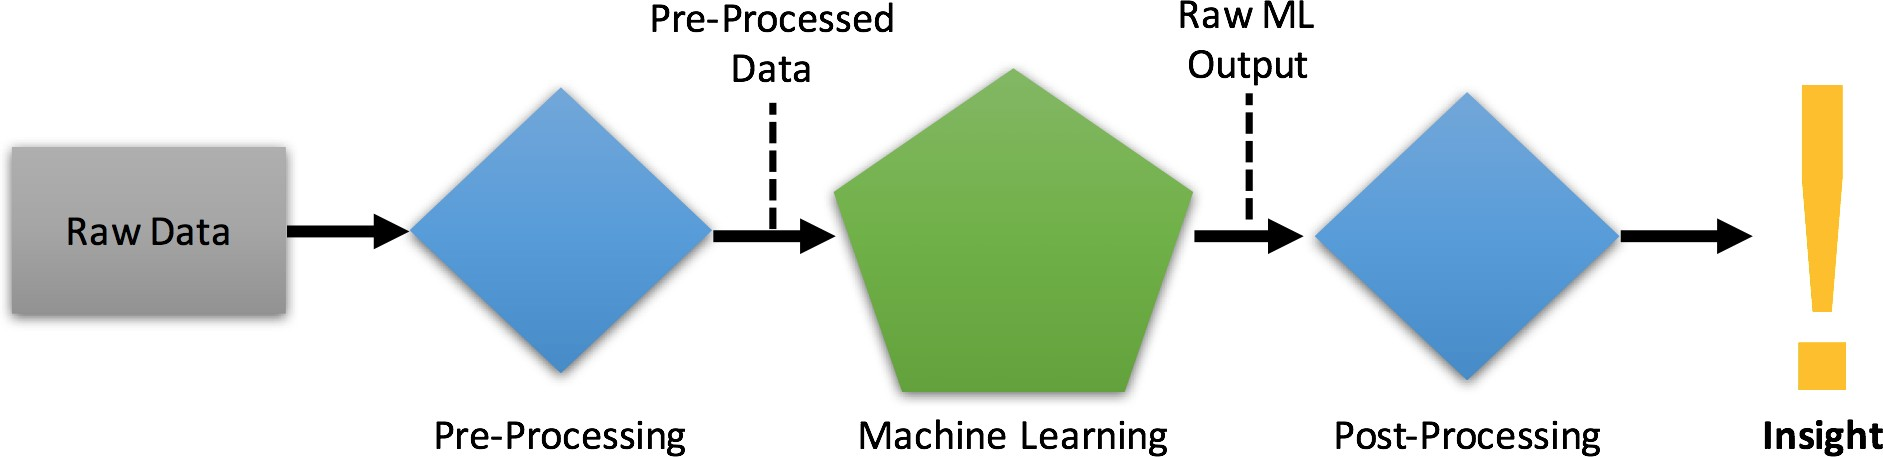 Pre-Processed
Data
Raw ML
Output
Raw Data
Pre-Processing
Machine Learning
Post-Processing
Insight